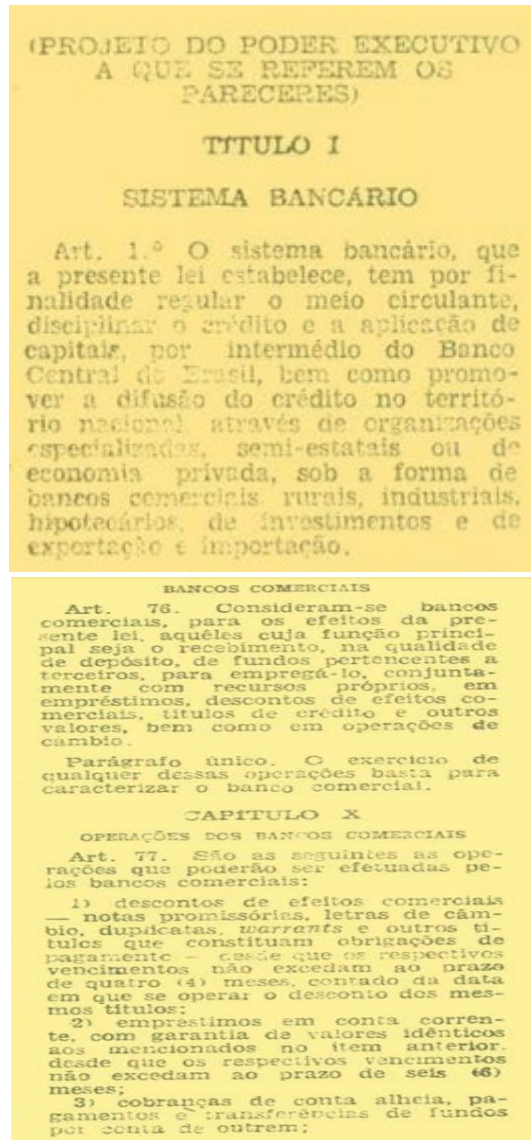 (PROJETO DO PODER EXECUTIVO
A QUE SE REFEREM OS
PARECERES)
TÍTULO I
SISTEMA BANCÁRIO
Art. 1.º O sistema bancário, que
a presente lei estabelece, tem por fi-
nalidade regular o meio circulante,
disciplinar o crédito e a aplicação de
capitais, por intermédio do Banco
Central do Brasil, bem como promo-
ver a difusão do crédito no territó-
rio nacional, através de organizações
especializadas, semi-estatais ou de
economia privada, sob a forma de
bancos comerciais rurais, industriais,
hipotecários, de investimentos e de
exportação e importação.
BANCOS COMERCIAIS
Art. 76. Consideram-se bancos
comerciais, para os efeitos da pre-
sente lei, aquêles cuja função princi-
pal seja o recebimento, na qualidade
de depósito, de fundos pertencentes a
terceiros, para empregá-lo, conjunta-
mente com recursos próprios, em
empréstimos, descontos de efeitos co-
merciais, títulos de crédito e outros
valores, bem como em operações de
câmbio.
Parágrafo único. O exercício de
qualquer dessas operações basta para
caracterizar o banco comercial.
CAPÍTULO X
OPERAÇÕES DOS BANCOS COMERCIAIS
Art. 77. São as seguintes as ope-
rações que poderão ser efetuadas pe-
los bancos comerciais:
1) descontos de efeitos comerciais
— notas promissórias, letras de câm-
bio, duplicatas, warrants e outros tí-
tulos que constituam obrigações de
pagamento — desde que os respectivos
vencimentos não excedam ao prazo
de quatro (4) meses, contado da data
em que se operar o desconto dos mes-
mos títulos;
2) empréstimos em conta corren-
te, com garantia de valores idênticos
aos mencionados no item anterior,
desde que os respectivos vencimentos
não excedam ao prazo de seis (6)
meses;
3) cobranças de conta alheia, pa-
gamentos e transferências de fundos
por conta de outrem;